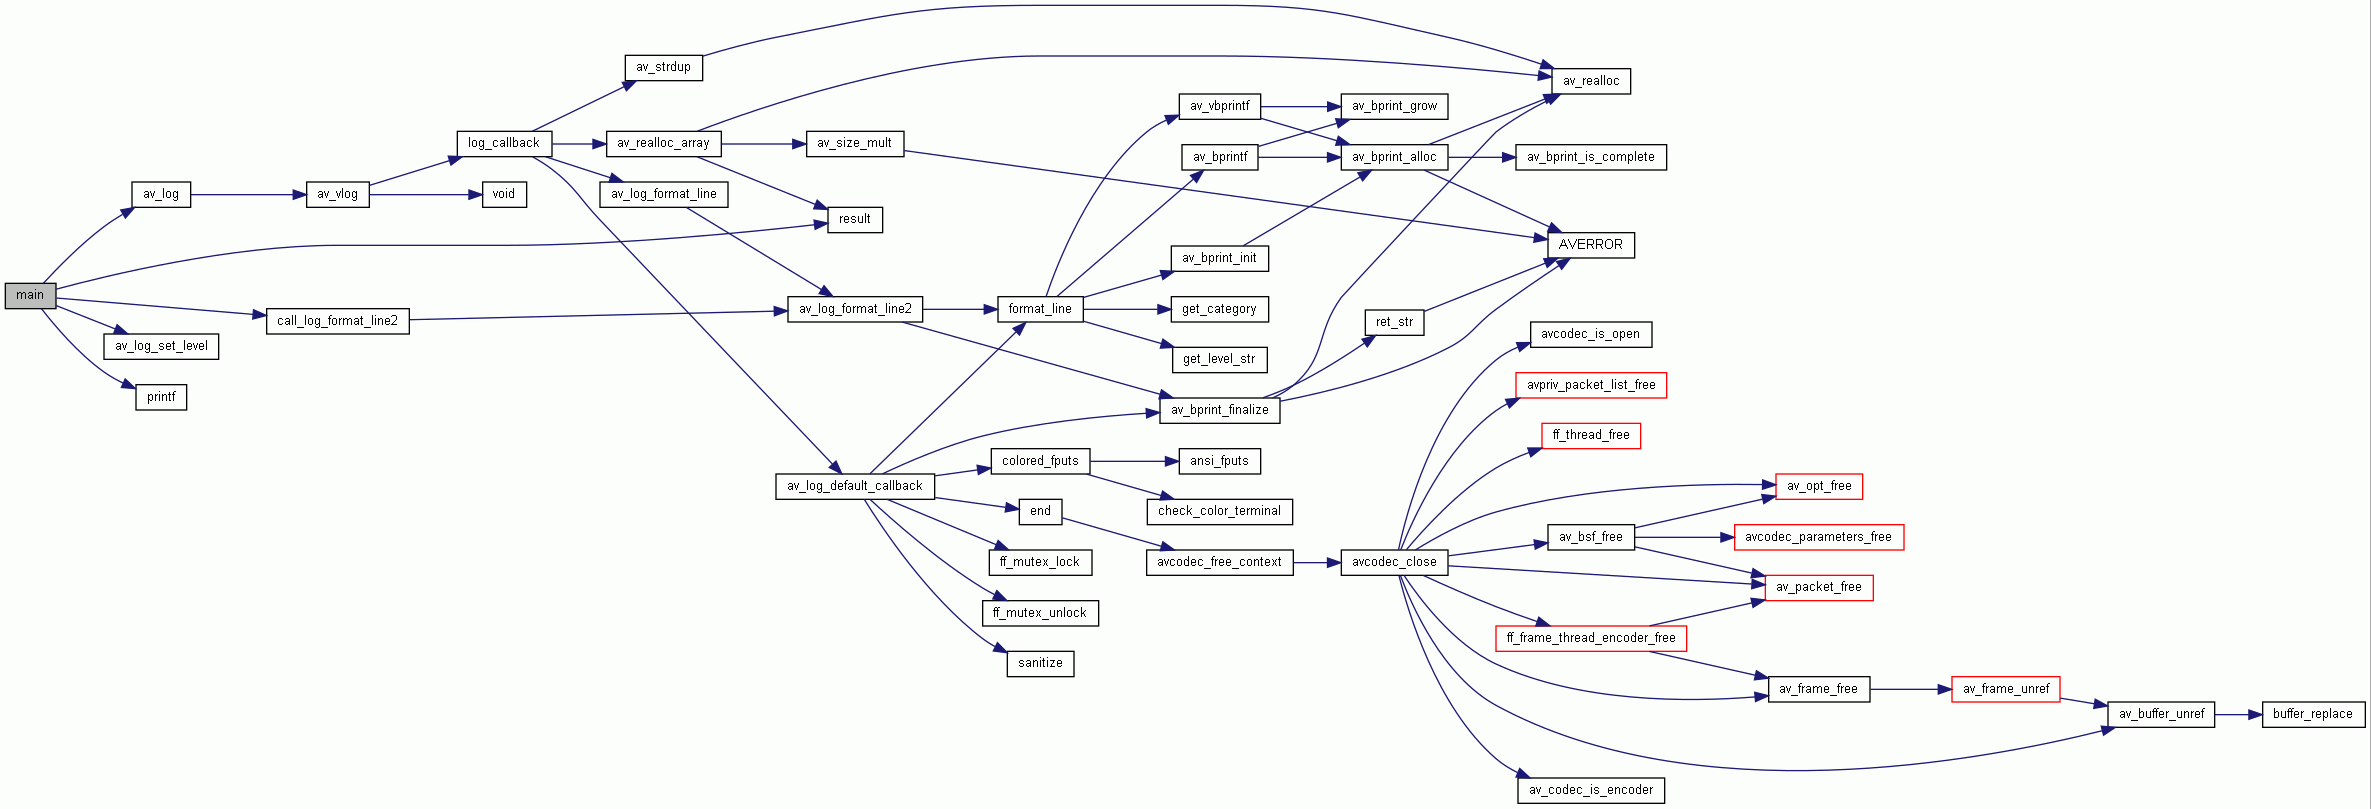 main
av_log
call_log_format_line2
av_log_set_level
printf
av_vlog
log_callback
void
av_strdup
av_realloc_array
av_log_format_line
av_size_mult
result
av_log_format_line2
av_log_default_callback
format_line
colored_fputs
end
ff_mutex_lock
ff_mutex_unlock
sanitize
av_vbprintf
av_bprintf
av_bprint_init
get_category
get_level_str
av_bprint_finalize
ansi_fputs
check_color_terminal
avcodec_free_context
av_bprint_grow
av_bprint_alloc
ret_str
avcodec_close
av_realloc
av_bprint_is_complete
AVERROR
avcodec_is_open
avpriv_packet_list_free
ff_thread_free
av_bsf_free
ff_frame_thread_encoder_free
av_codec_is_encoder
av_opt_free
avcodec_parameters_free
av_packet_free
av_frame_free
av_frame_unref
av_buffer_unref
buffer_replace